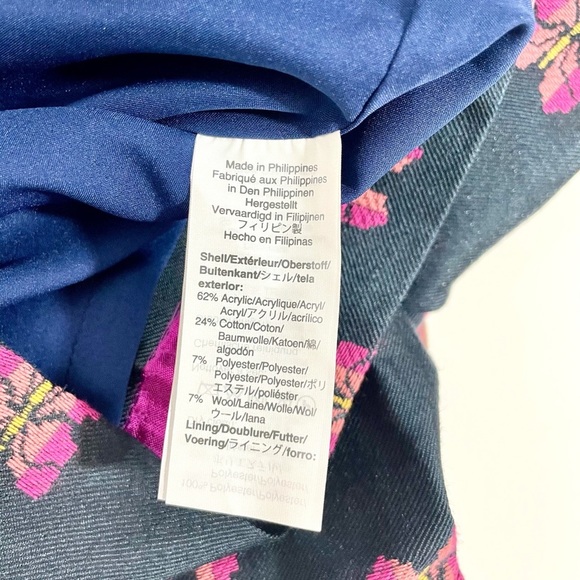 Made in Philippines
Fabriqué aux Philippines
in Den Philippinen
Hergestellt
Vervaardigd in Filipijnen
フィリピン製
Hecho en Filipinas
Shell/Extérieur/Oberstoff/
Buitenkant/シェル/tela
exterior:
62% Acrylic/Acrylique/Acryl/
Acryl/アクリル/acrílico
24% Cotton/Coton/
Baumwolle/Katoen/綿/
algodón
7% Polyester/Polyester/
Polyester/Polyester/ポリ
エステル/poliéster
7% Wool/Laine/Wolle/Wol/
ウール/lana
Lining/Doublure/Futter/
Voering/ライニング/forro: